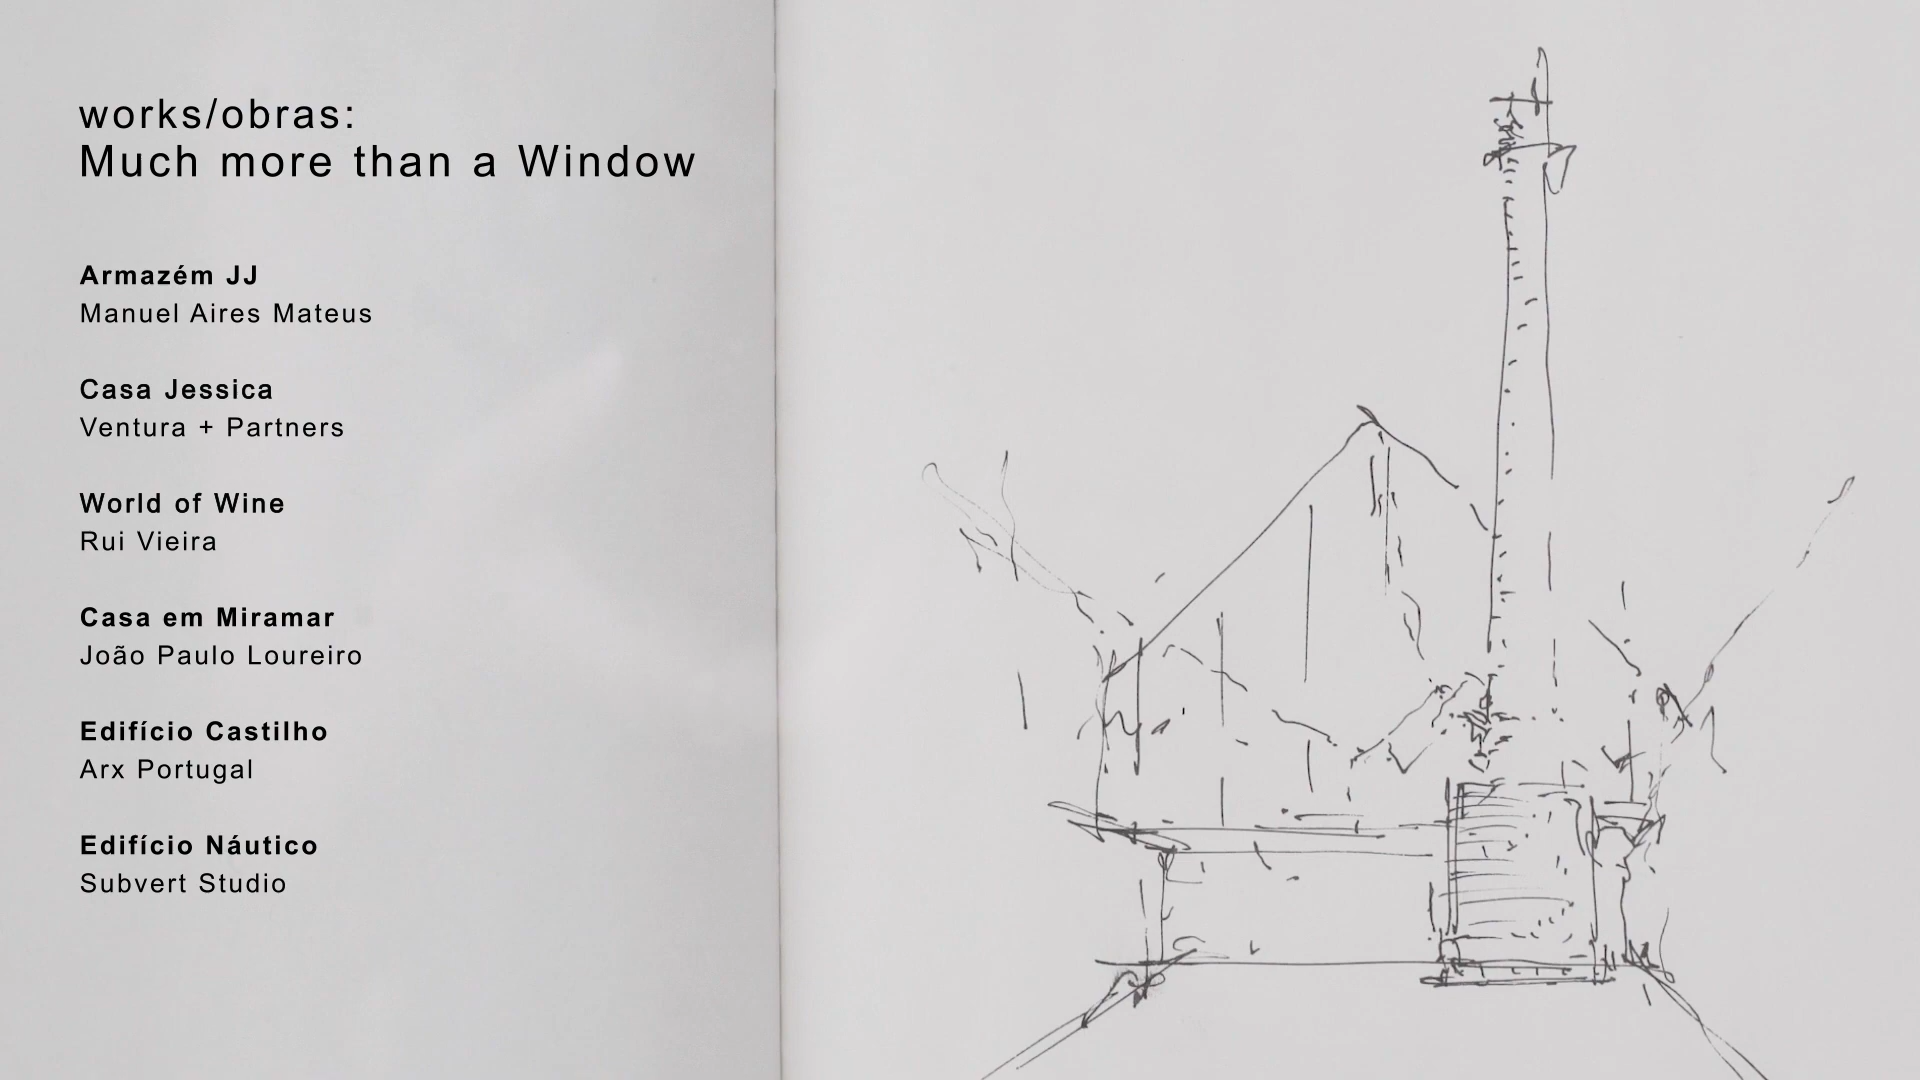 works/obras:
Much more than a Window
Armazém JJ
Manuel Aires Mateus
Casa Jessica
Ventura + Partners
World of Wine
Rui Vieira
Casa em Miramar
João Paulo Loureiro
Edifício Castilho
Arx Portugal
Edifício Náutico
Subvert Studio